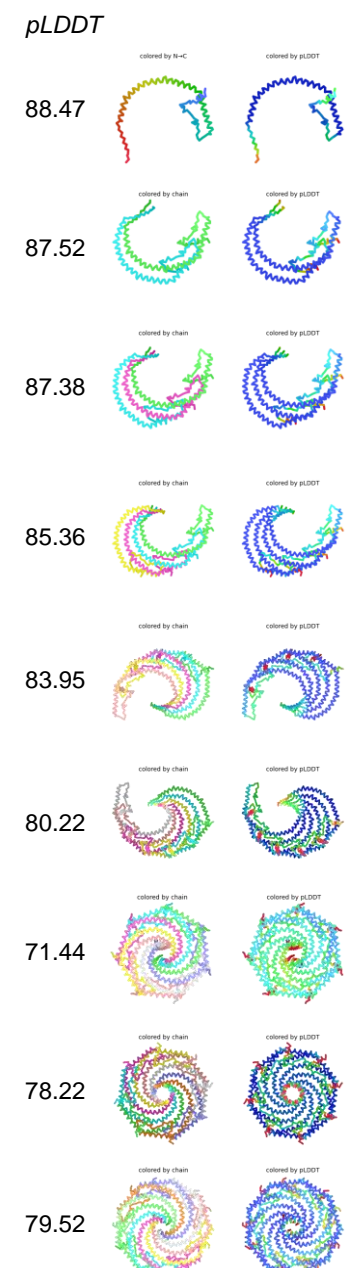 pLDDT
colored by N→C colored by pLDDT
88.47
colored by chain colored by pLDDT
87.52
colored by chain colored by pLDDT
87.38
colored by chain colored by pLDDT
85.36
colored by chain colored by pLDDT
83.95
colored by chain colored by pLDDT
80.22
colored by chain colored by pLDDT
71.44
colored by chain colored by pLDDT
78.22
colored by chain colored by pLDDT
79.52